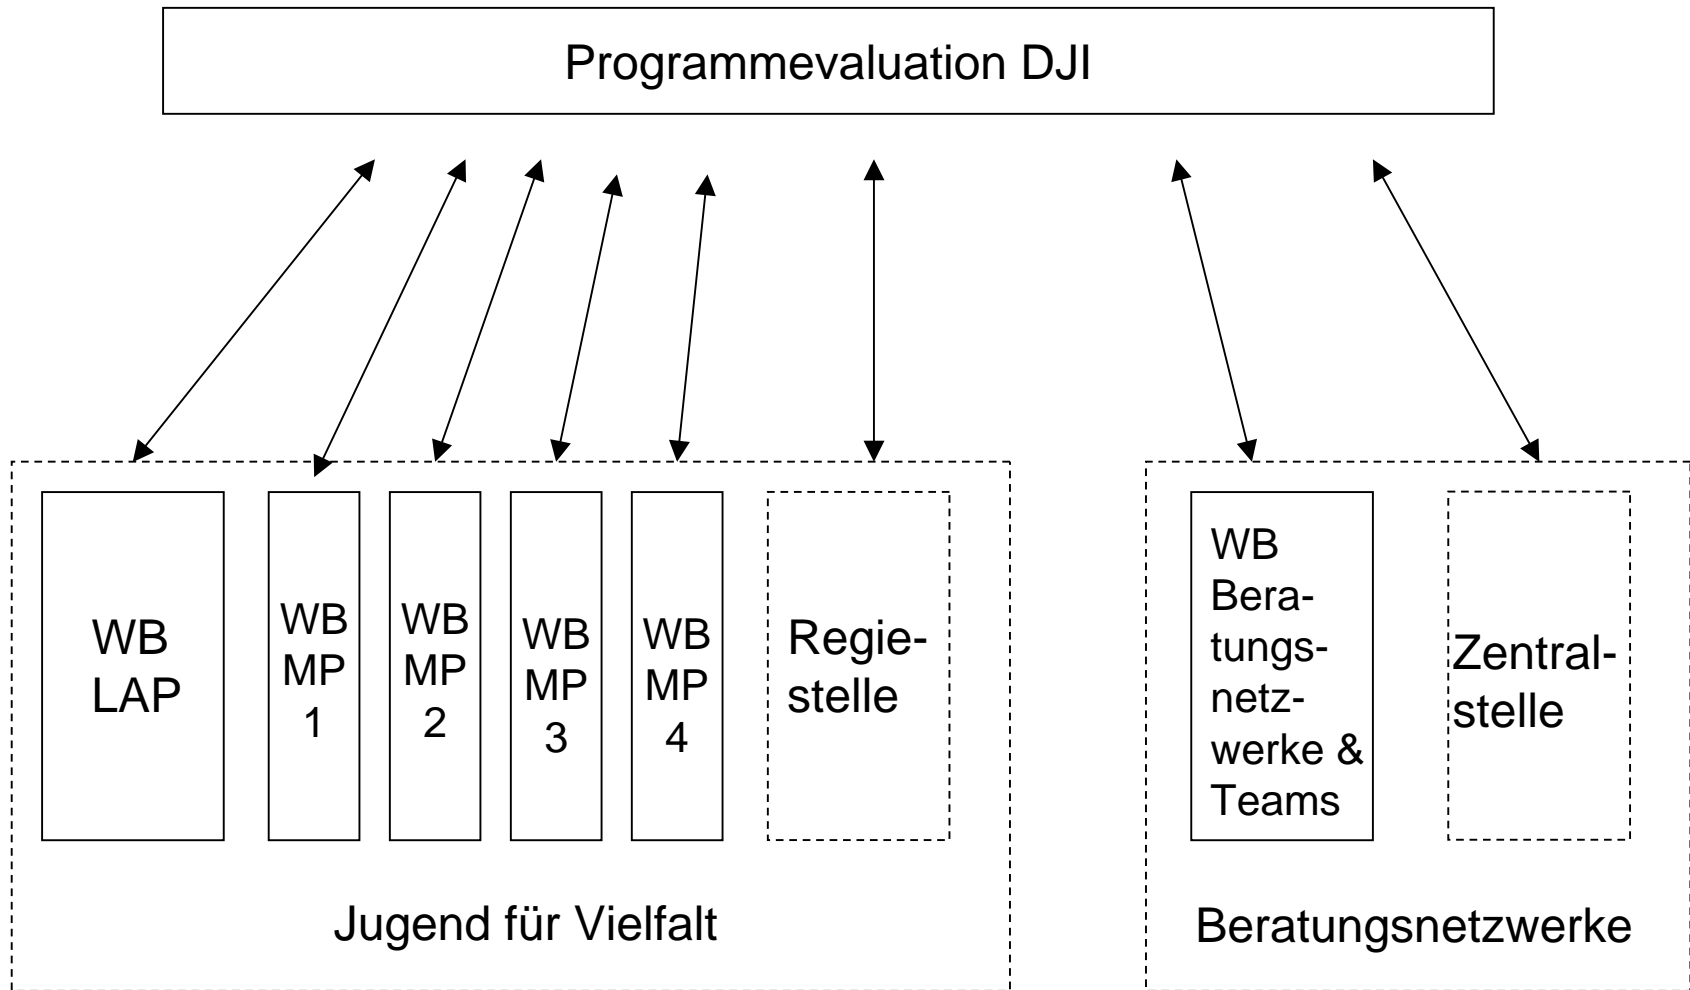 Programmevaluation DJI
WB
LAP
WB
MP
1
WB
MP
2
WB
MP
3
WB
MP
4
Regie-
stelle
WB
Bera-
tungs-
netz-
werke &
Teams
Zentral-
stelle
Jugend für Vielfalt
Beratungsnetzwerke